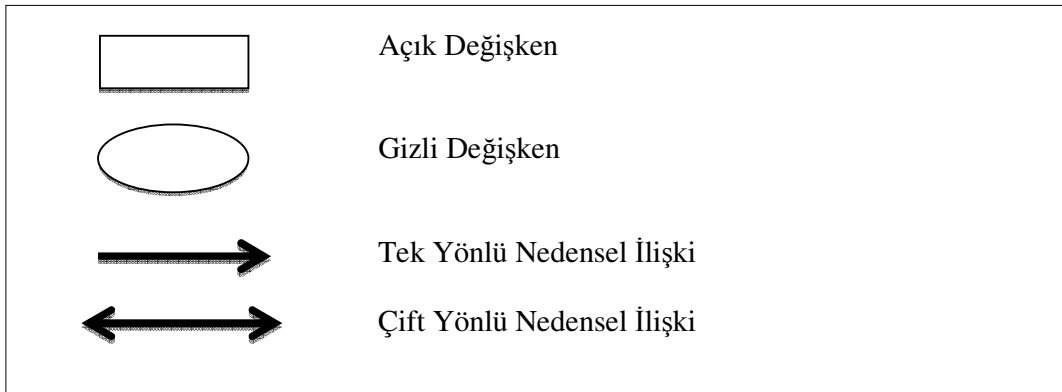 Açık Değişken
Gizli Değişken
Tek Yönlü Nedensel İlişki
Çift Yönlü Nedensel İlişki